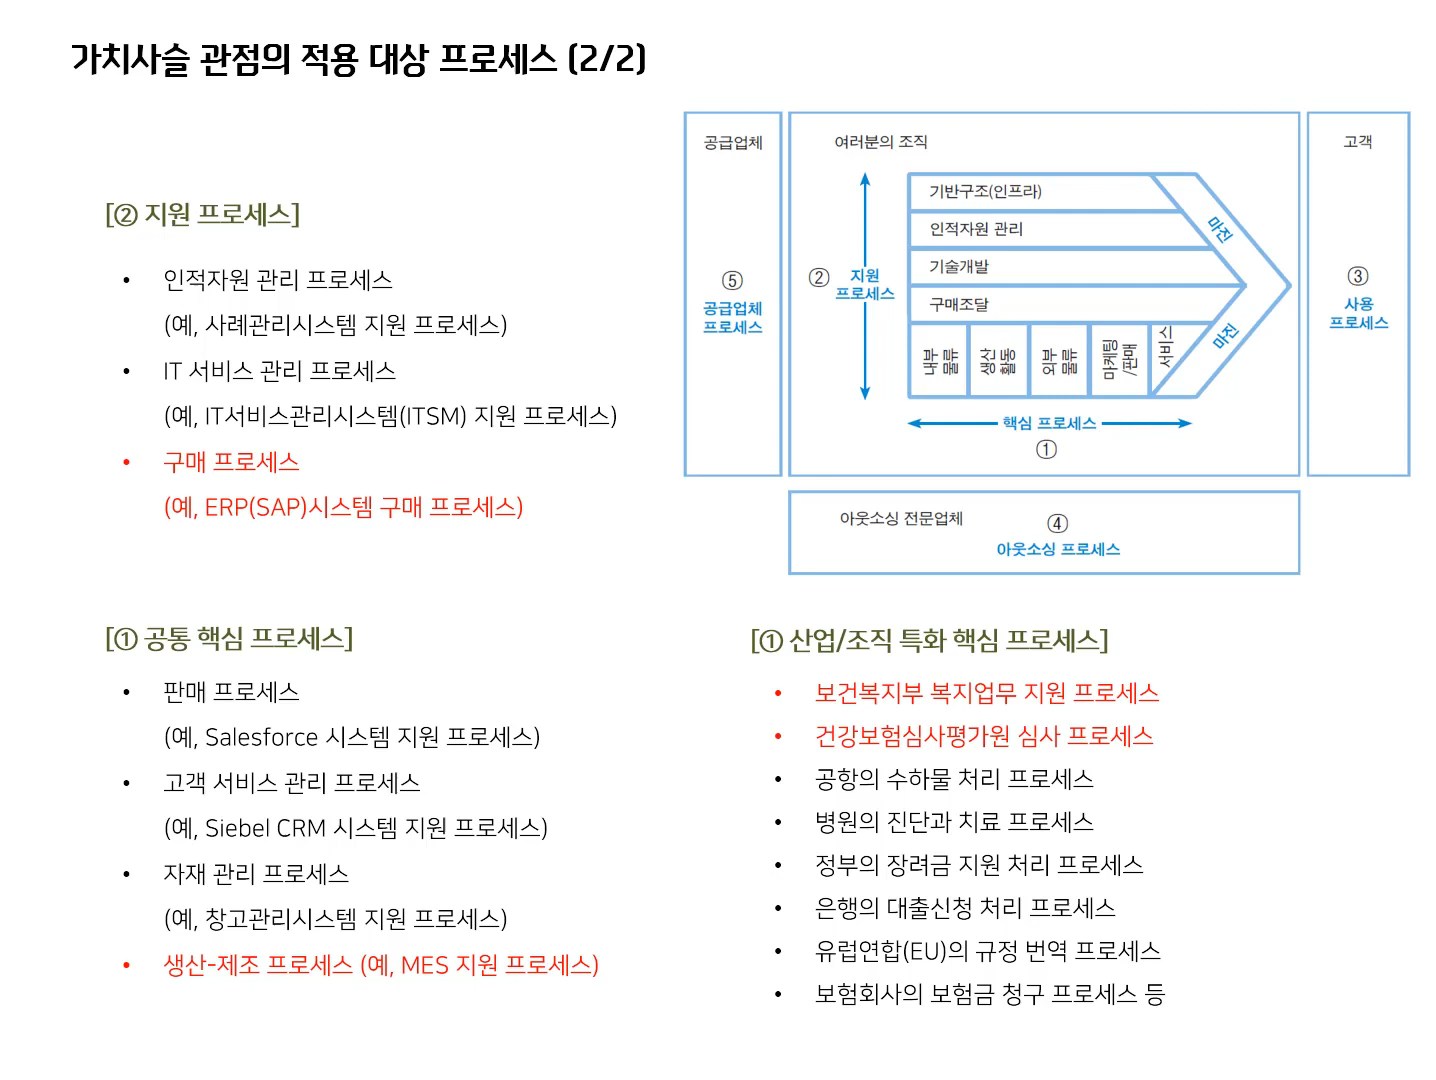 가치사슬 관점의 적용 대상 프로세스 (2/2)
[② 지원 프로세스]
• 인적자원 관리 프로세스
(예, 사례관리시스템 지원 프로세스)
• IT 서비스 관리 프로세스
(예, IT서비스관리시스템(ITSM) 지원 프로세스)
• 구매 프로세스
(예, ERP(SAP)시스템 구매 프로세스)
공급업체
⑤
공급업체
프로세스
여러분의 조직
②
지원
프로세스
기반구조(인프라)
인적자원 관리
기술개발
구매조달
내부
물류
생산
활동
외부
물류
마케팅
/판매
서비스
마진
마진
핵심 프로세스
①
고객
③
사용
프로세스
아웃소싱 전문업체
④
아웃소싱 프로세스
[① 공통 핵심 프로세스]
• 판매 프로세스
(예, Salesforce 시스템 지원 프로세스)
• 고객 서비스 관리 프로세스
(예, Siebel CRM 시스템 지원 프로세스)
• 자재 관리 프로세스
(예, 창고관리시스템 지원 프로세스)
• 생산-제조 프로세스 (예, MES 지원 프로세스)
[① 산업/조직 특화 핵심 프로세스]
• 보건복지부 복지업무 지원 프로세스
• 건강보험심사평가원 심사 프로세스
• 공항의 수하물 처리 프로세스
• 병원의 진단과 치료 프로세스
• 정부의 장려금 지원 처리 프로세스
• 은행의 대출신청 처리 프로세스
• 유럽연합(EU)의 규정 번역 프로세스
• 보험회사의 보험금 청구 프로세스 등